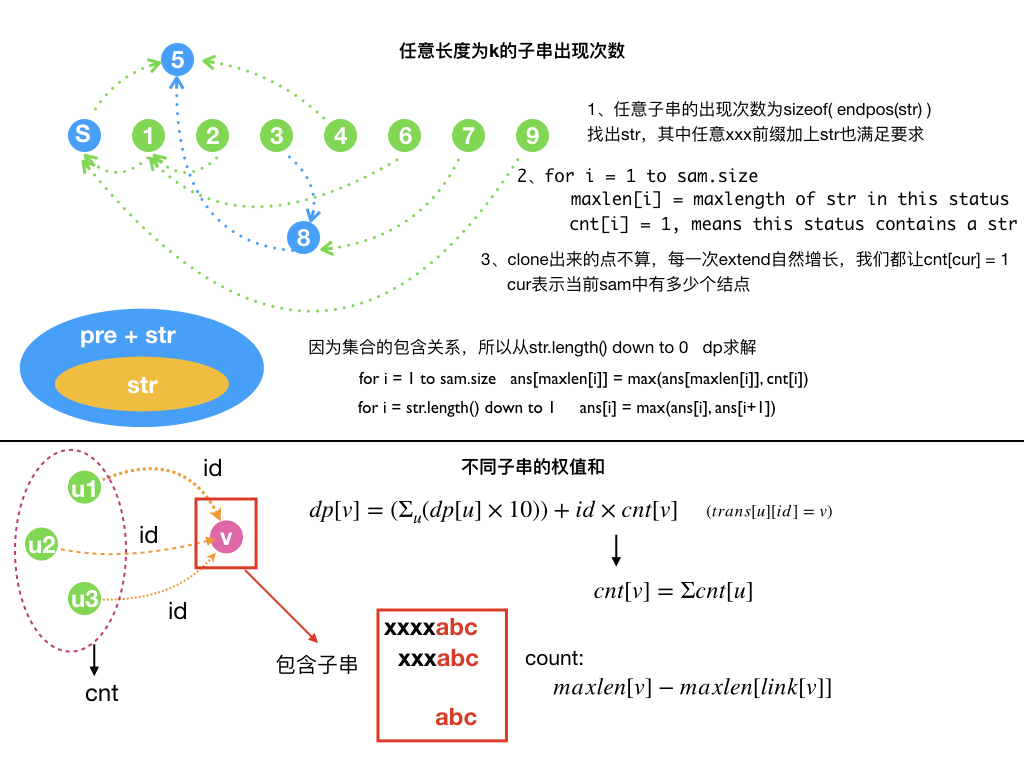 任意长度为k的子串出现次数
5
S
1
2
3
4
6
7
9
8
1、任意子串的出现次数为sizeof( endpos(str) )
找出str，其中任意xxx前缀加上str也满足要求
2、for i = 1 to sam.size
maxlen[i] = maxlength of str in this status
cnt[i] = 1, means this status contains a str
3、clone出来的点不算，每一次extend自然增长，我们都让cnt[cur] = 1
cur表示当前sam中有多少个结点
pre + str
str
因为集合的包含关系，所以从str.length() down to 0 dp求解
for i = 1 to sam.size ans[maxlen[i]] = max(ans[maxlen[i]], cnt[i])
for i = str.length() down to 1 ans[i] = max(ans[i], ans[i+1])
不同子串的权值和
u1
u2
u3
id
id
id
v
cnt
dp[v] = (Σ_u(dp[u] × 10)) + id × cnt[v] (trans[u][id] = v)
cnt[v] = Σcnt[u]
包含子串
xxxxabc
xxxabc
abc
count:
maxlen[v] − maxlen[link[v]]